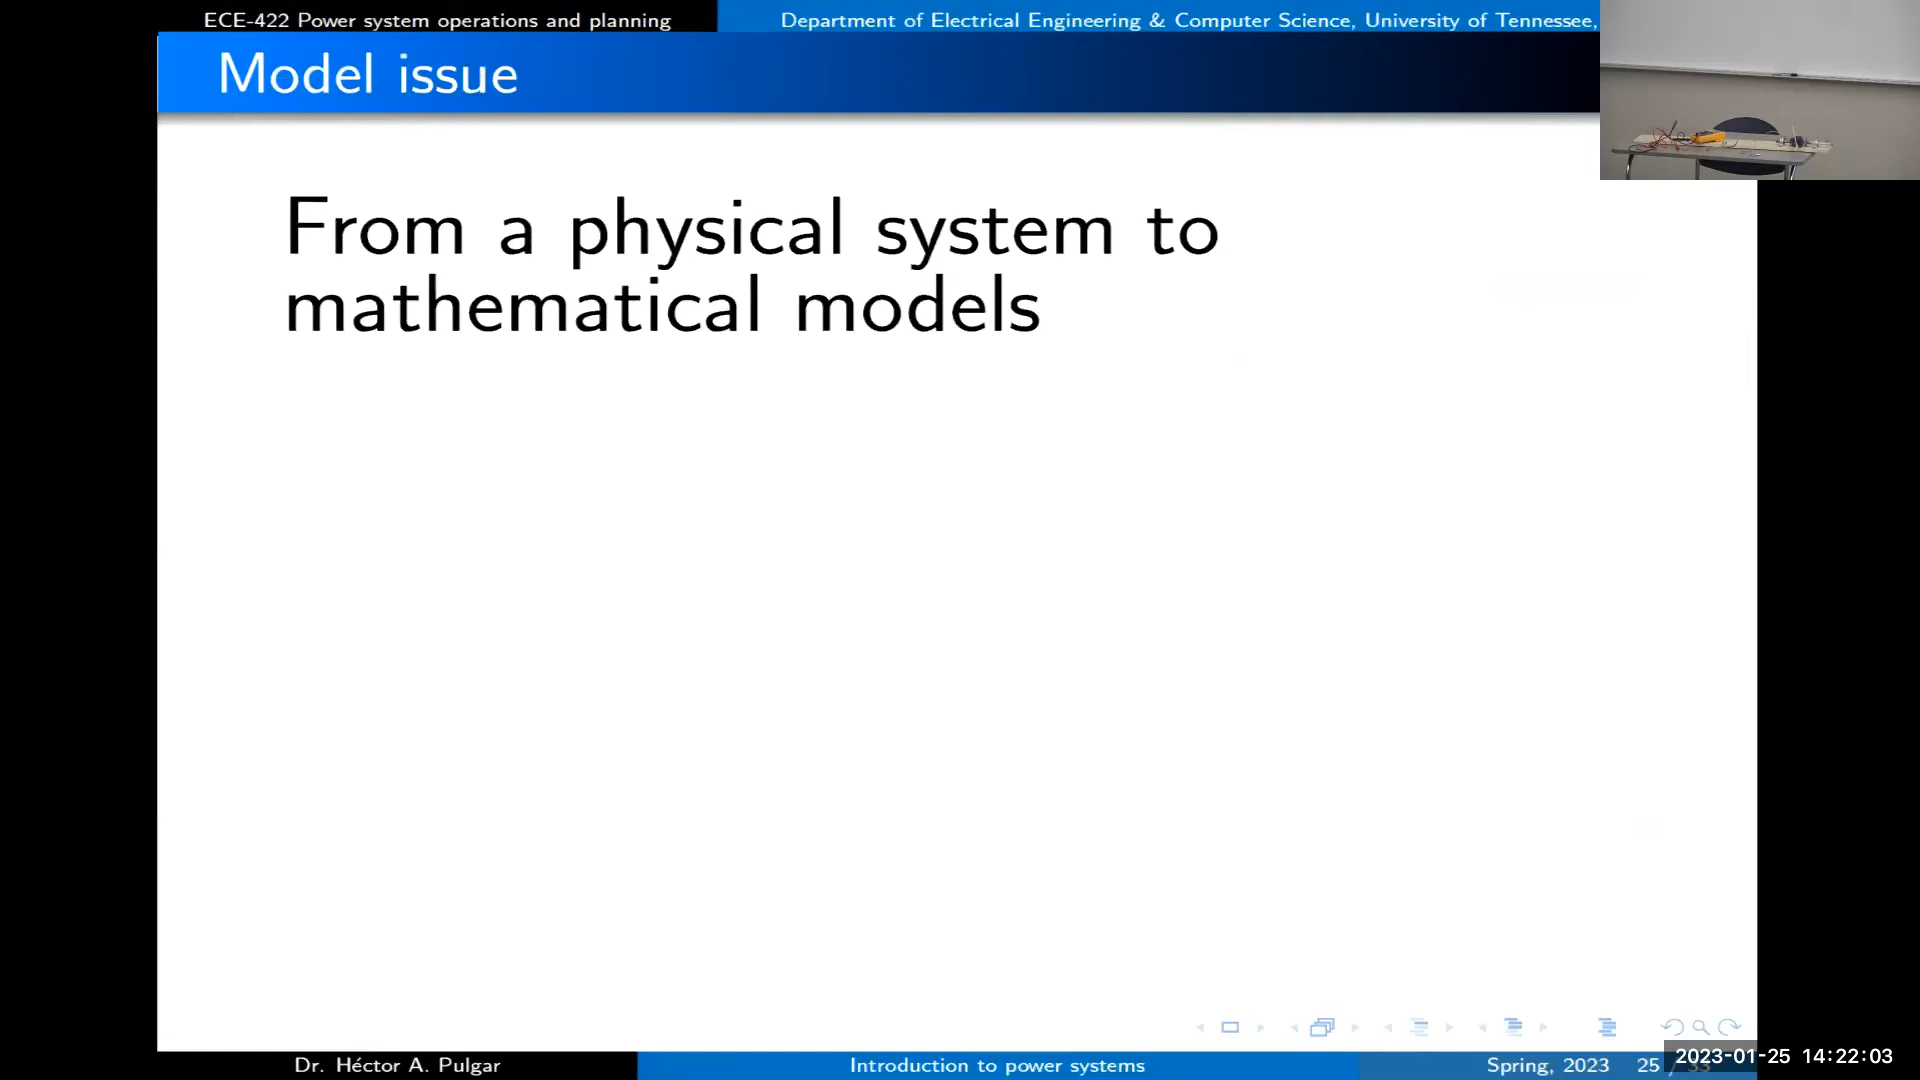 ECE-422 Power system operations and planning
Department of Electrical Engineering & Computer Science, University of Tennessee,
Model issue
From a physical system to
mathematical models
Dr. Héctor A. Pulgar
Introduction to power systems
Spring, 2023
25 / 33
2023-01-25 14:22:03